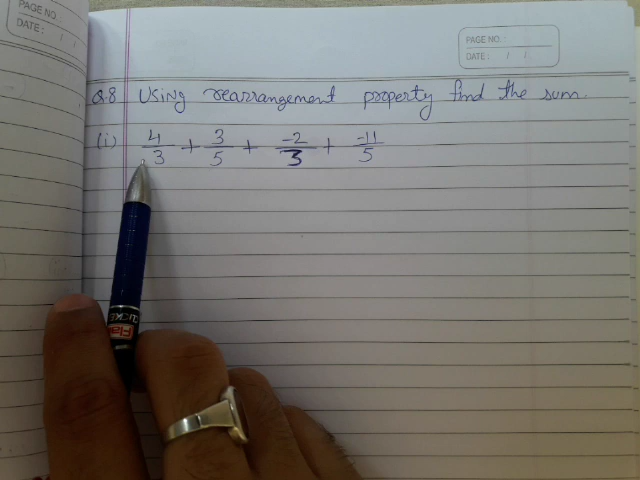 PAGE NO.
DATE: / /
PAGE NO.:
DATE: / /
Q8 Using rearrangement property find the sum.
(i) 4/3 + 3/5 + -2/3 + -11/5
Flair